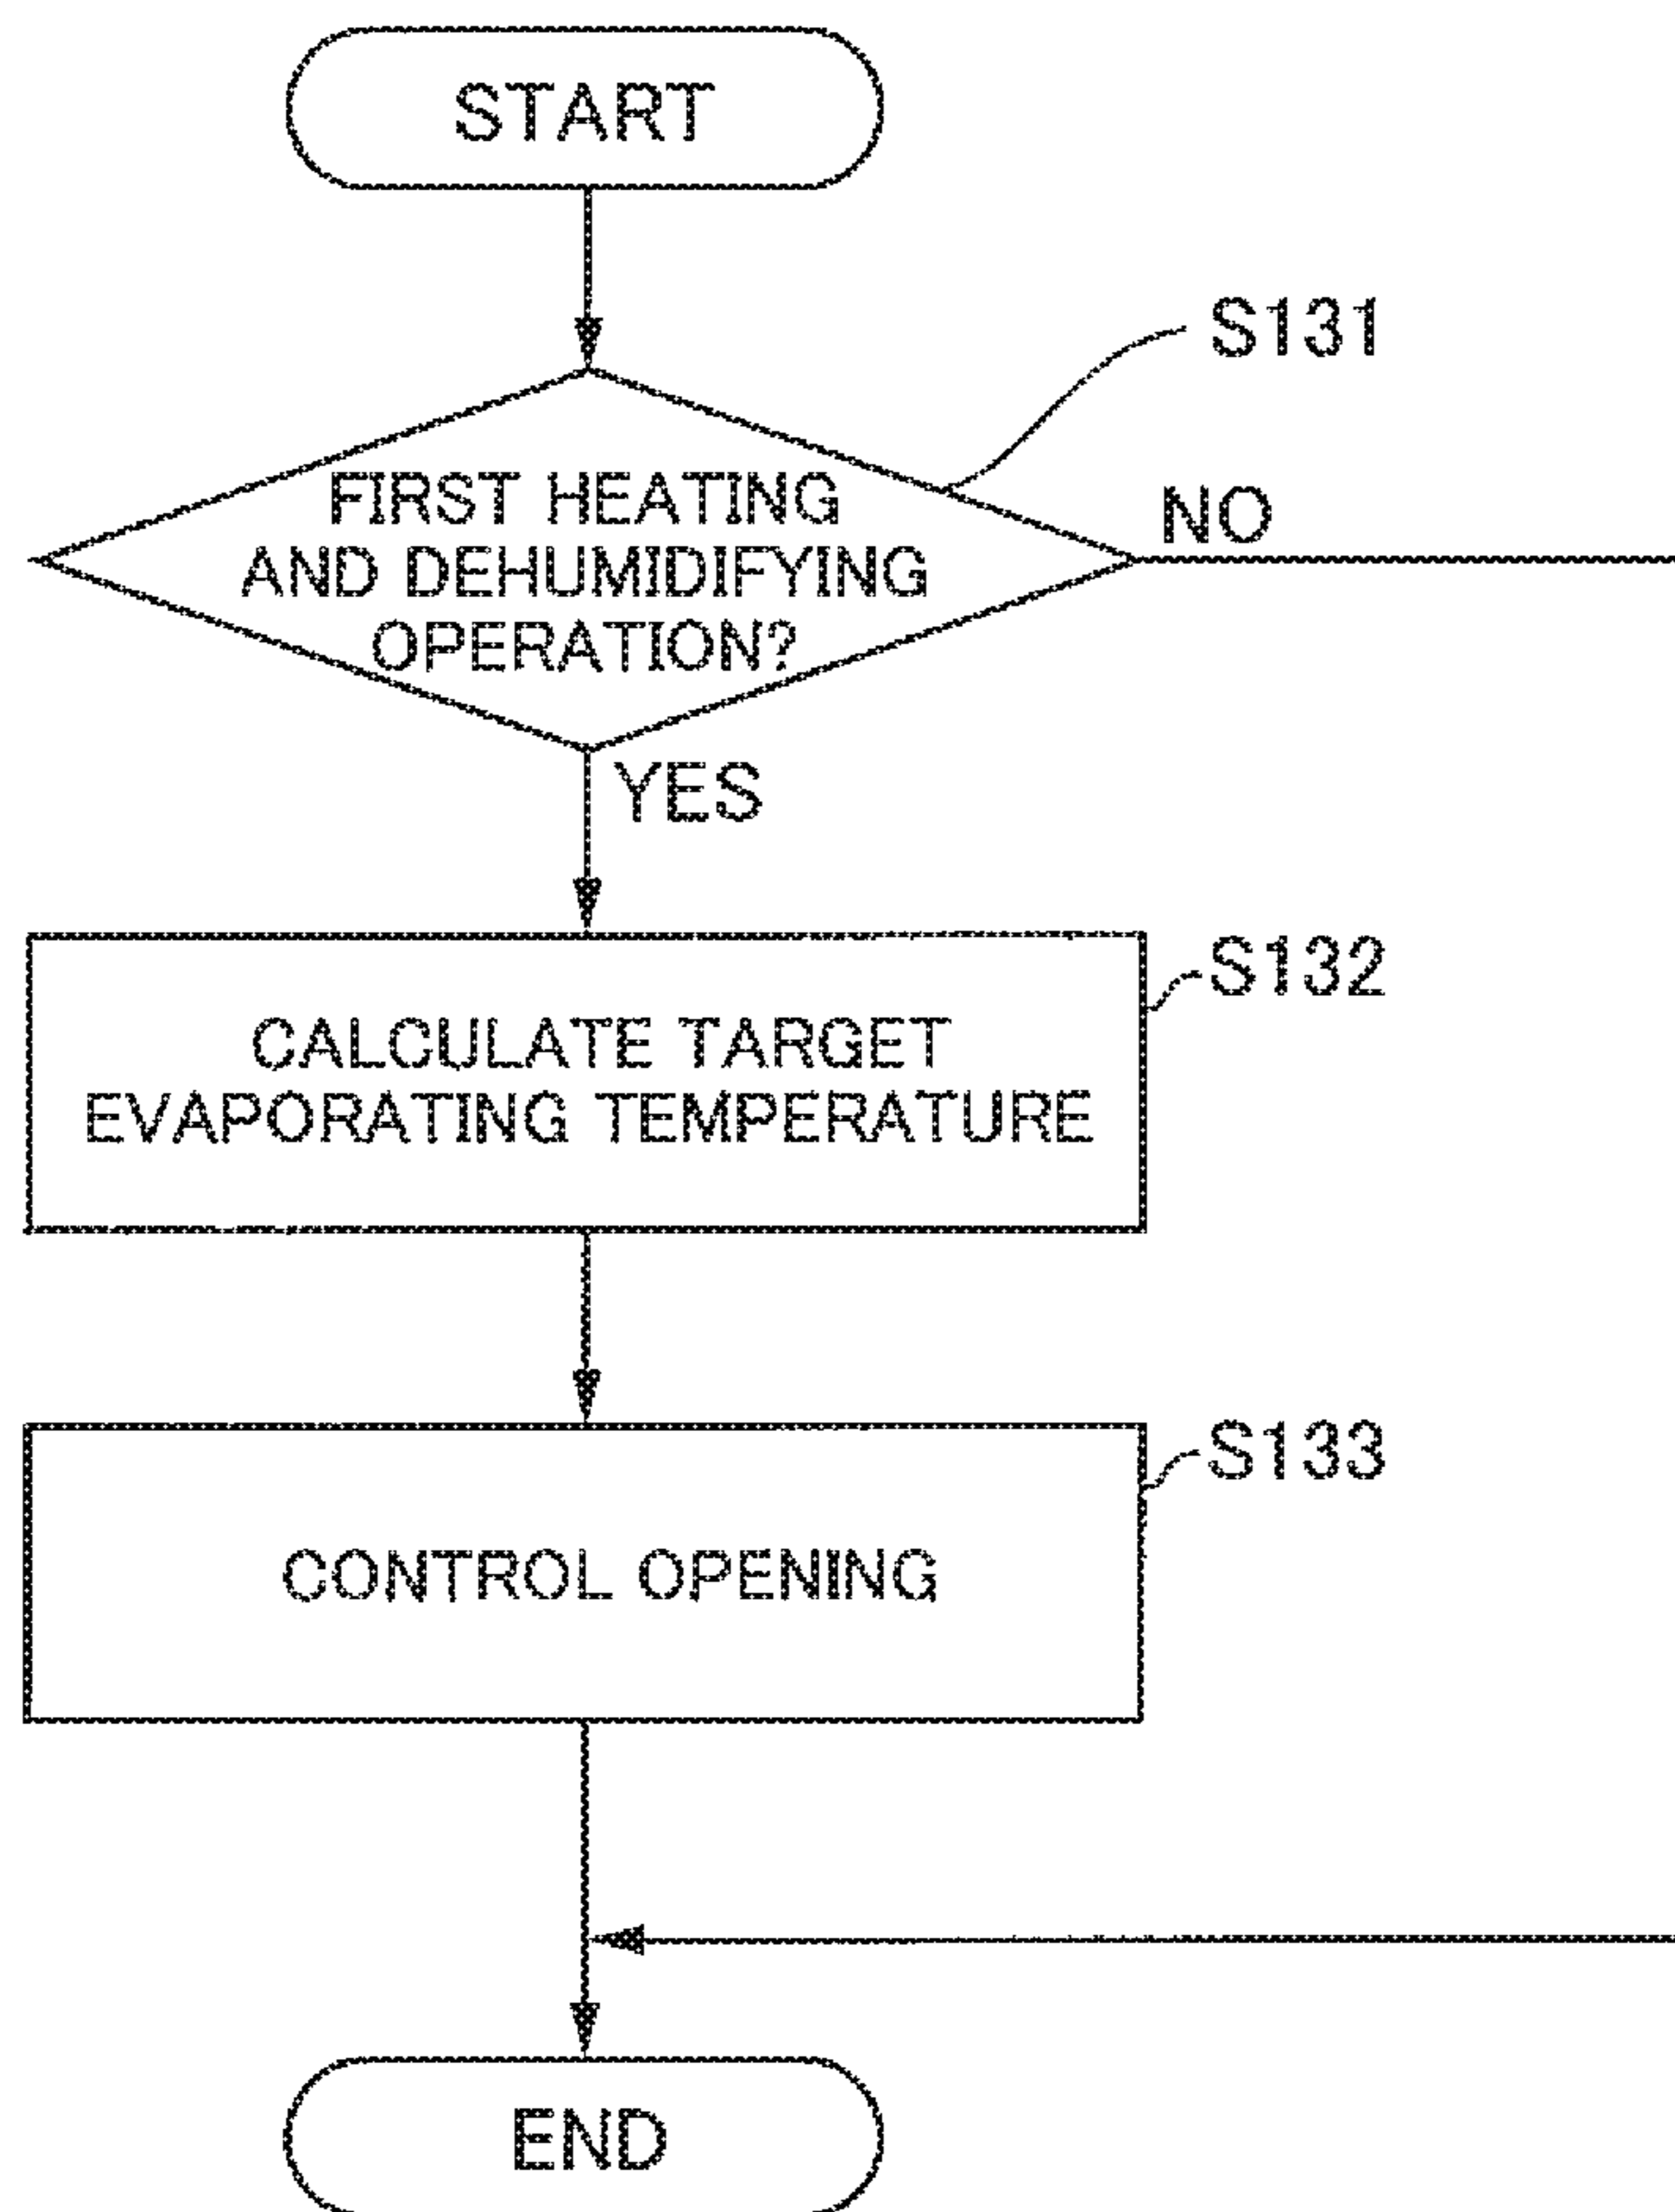 START
S131
FIRST HEATING
AND DEHUMIDIFYING
OPERATION?
NO
YES
S132
CALCULATE TARGET
EVAPORATING TEMPERATURE
S133
CONTROL OPENING
END